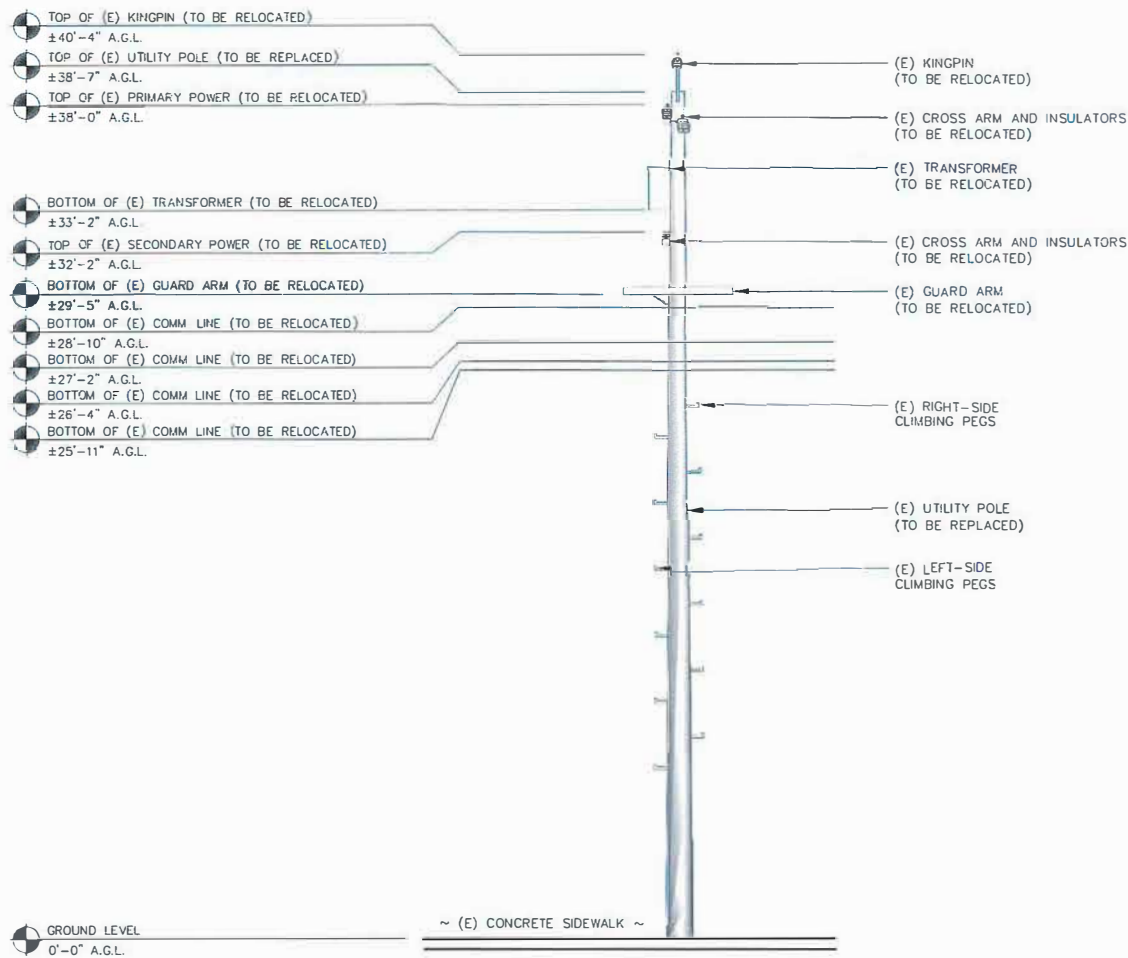 TOP OF (E) KINGPIN (TO BE RELOCATED)
±40'-4" A.G.L.
TOP OF (E) UTILITY POLE (TO BE REPLACED)
±38'-7" A.G.L.
TOP OF (E) PRIMARY POWER (TO BE RELOCATED)
±38'-0" A.G.L.
BOTTOM OF (E) TRANSFORMER (TO BE RELOCATED)
±33'-2" A.G.L.
TOP OF (E) SECONDARY POWER (TO BE RELOCATED)
±32'-2" A.G.L.
BOTTOM OF (E) GUARD ARM (TO BE RELOCATED)
±29'-5" A.G.L.
BOTTOM OF (E) COMM LINE (TO BE RELOCATED)
±28'-10" A.G.L.
BOTTOM OF (E) COMM LINE (TO BE RELOCATED)
±27'-2" A.G.L.
BOTTOM OF (E) COMM LINE (TO BE RELOCATED)
±26'-4" A.G.L.
BOTTOM OF (E) COMM LINE (TO BE RELOCATED)
±25'-11" A.G.L.
GROUND LEVEL
0'-0" A.G.L.
~ (E) CONCRETE SIDEWALK ~
(E) KINGPIN
(TO BE RELOCATED)
(E) CROSS ARM AND INSULATORS
(TO BE RELOCATED)
(E) TRANSFORMER
(TO BE RELOCATED)
(E) CROSS ARM AND INSULATORS
(TO BE RELOCATED)
(E) GUARD ARM
(TO BE RELOCATED)
(E) RIGHT-SIDE
CLIMBING PEGS
(E) UTILITY POLE
(TO BE REPLACED)
(E) LEFT-SIDE
CLIMBING PEGS